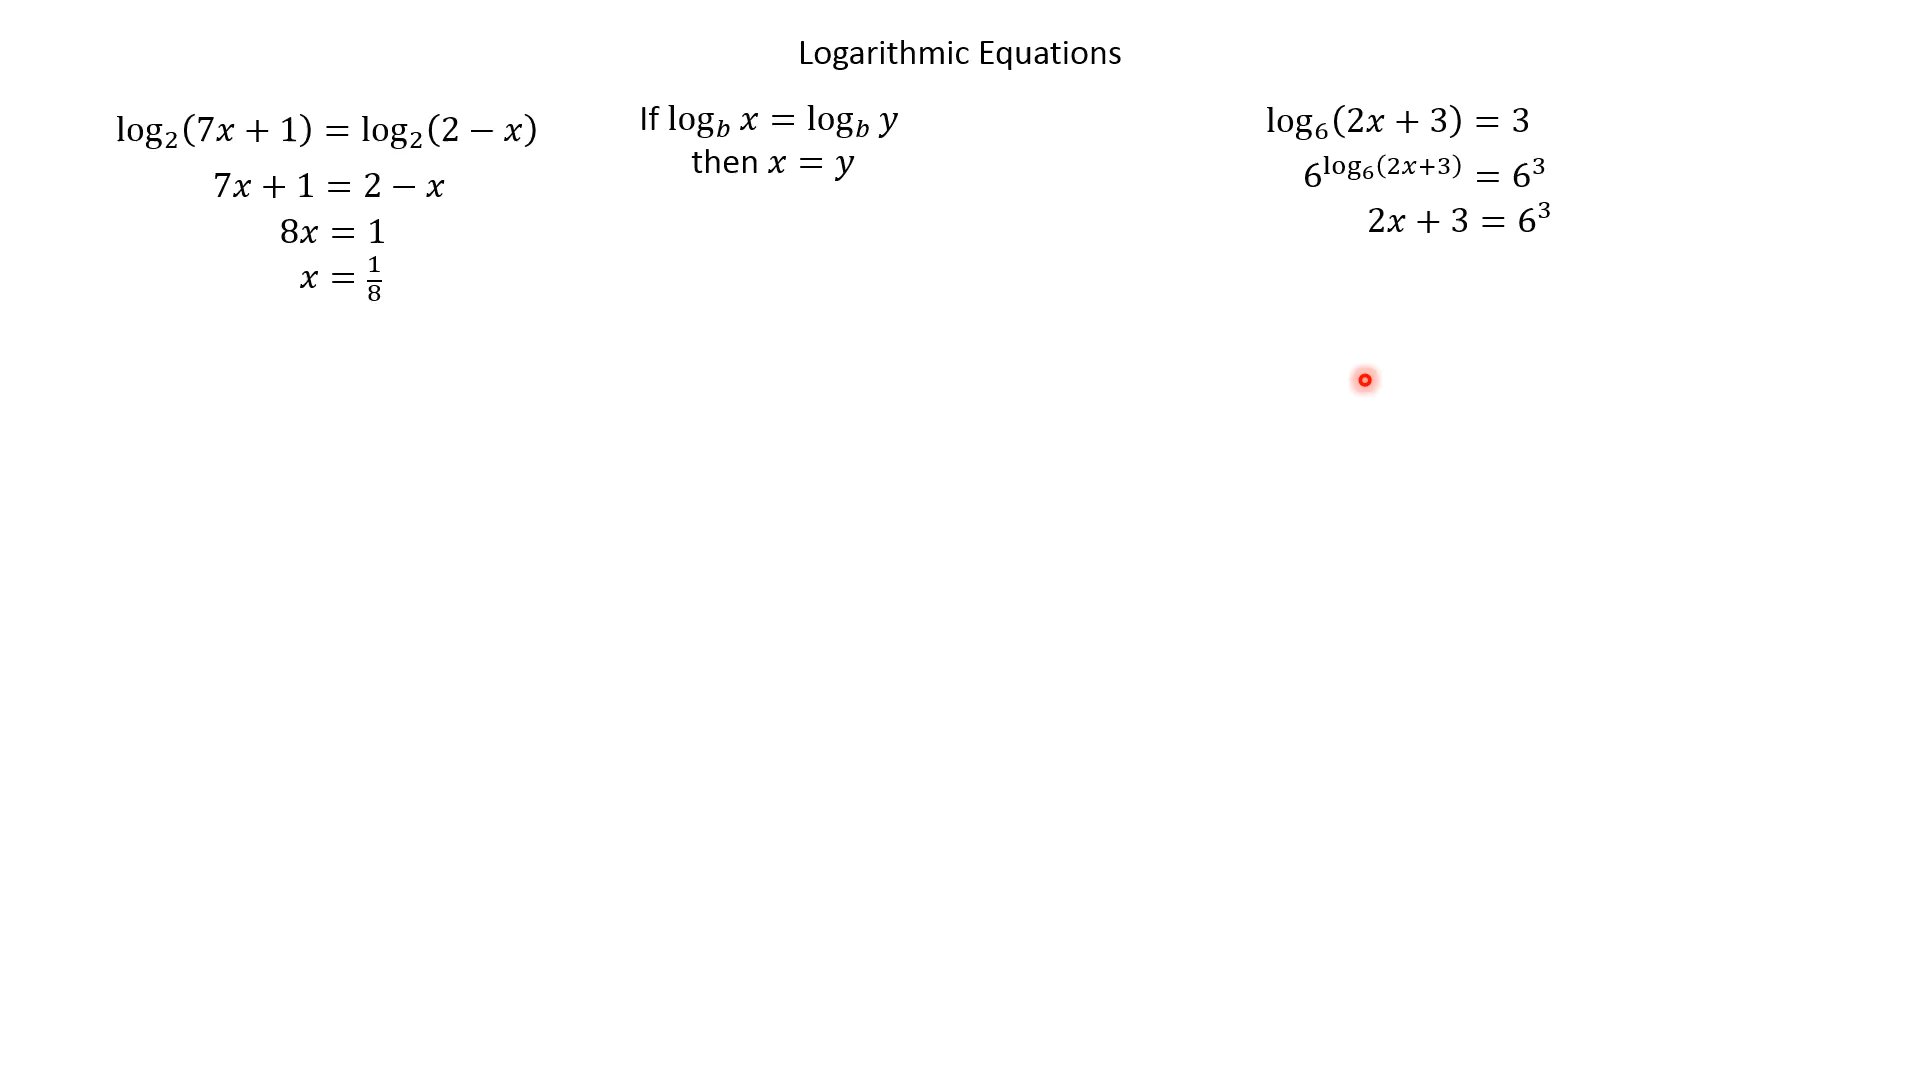 Logarithmic Equations
log₂(7x + 1) = log₂(2 − x)
7x + 1 = 2 − x
8x = 1
x = 1/8
If log_b x = log_b y
then x = y
log₆(2x + 3) = 3
6^(log₆(2x+3)) = 6³
2x + 3 = 6³